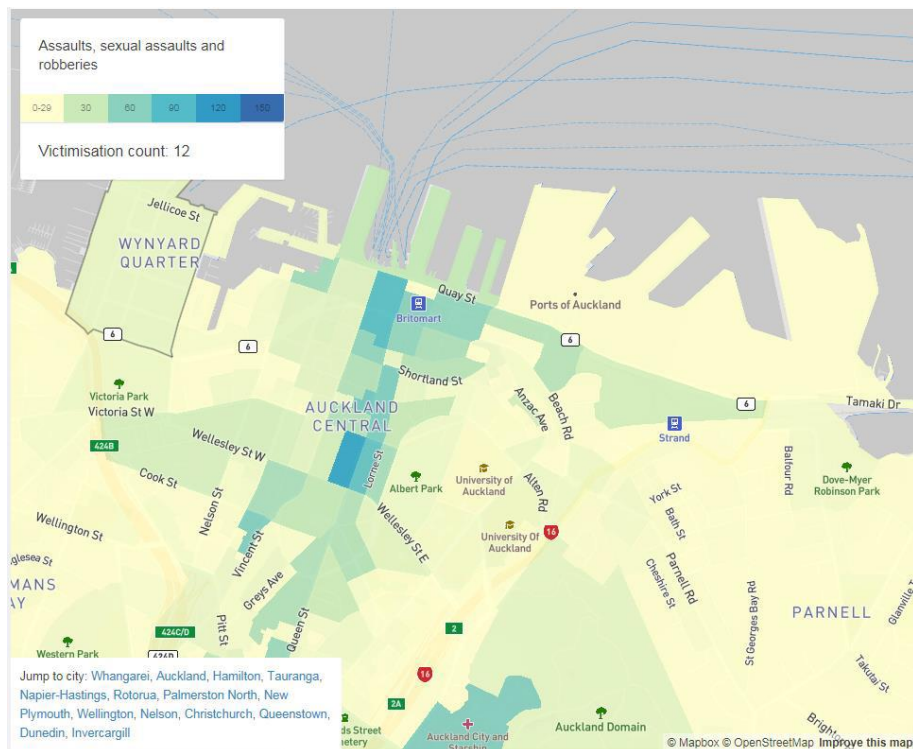 Assaults, sexual assaults and
robberies
0-29 30 60 90 120 150
Victimisation count: 12
Jellicoe St
WYNYARD
QUARTER
Quay St
Britomart
Ports of Auckland
6
6
6
6
Shortland St
Victoria Park
Victoria St W
AUCKLAND
CENTRAL
Anzac Ave
Beach Rd
Tamaki Dr
Strand
424B
Wellesley St W
Lorne St
Cook St
Albert Park
University of
Auckland
Alten Rd
Balfour Rd
Dove-Myer
Robinson Park
Nelson St
York St
Bath St
Wellington St
Vincent St
Wellesley St E
University Of
Auckland
16
Parnell Rd
Cheshire St
St Georges Bay Rd
Greys Ave
Pitt St
Queen St
PARNELL
2
424C/D
Western Park
Takutai St
16
2A
Auckland City and
Auckland Domain
Jump to city: Whangarei, Auckland, Hamilton, Tauranga,
Napier-Hastings, Rotorua, Palmerston North, New
Plymouth, Wellington, Nelson, Christchurch, Queenstown,
Dunedin, Invercargill
© Mapbox © OpenStreetMap Improve this map